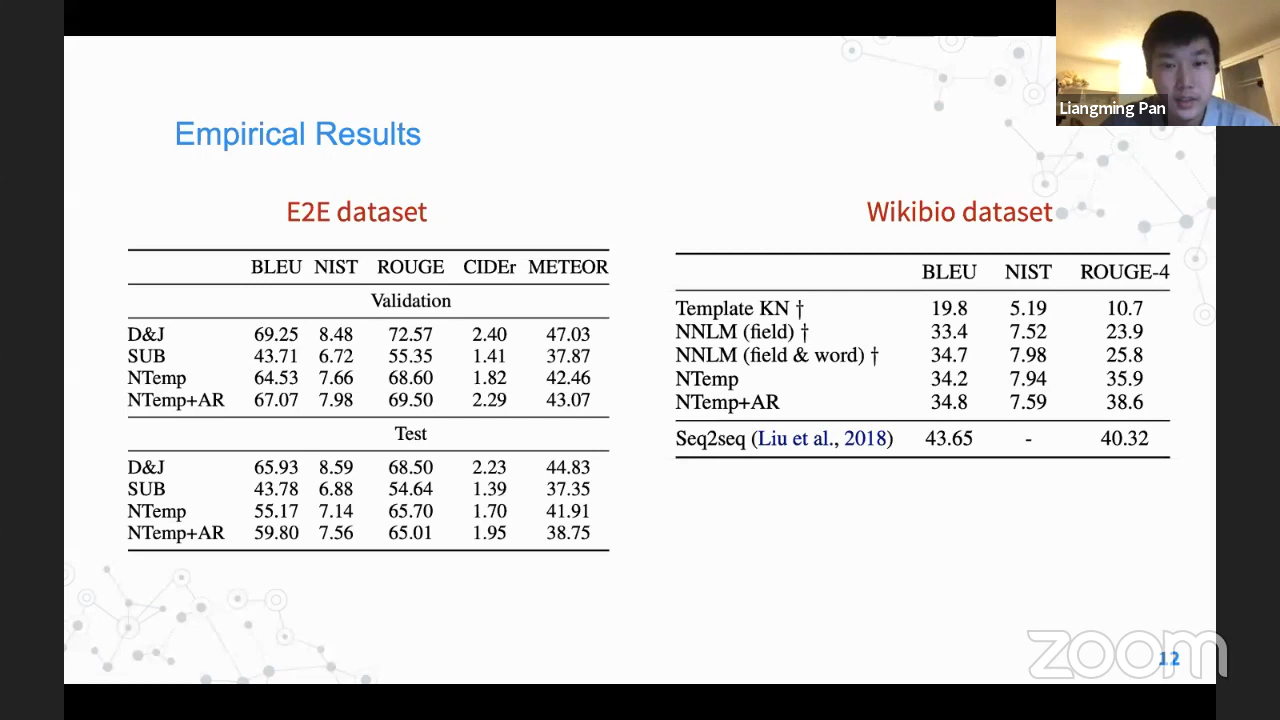 Liangming Pan
Empirical Results
E2E dataset
BLEU NIST ROUGE CIDEr METEOR
Validation
D&J 69.25 8.48 72.57 2.40 47.03
SUB 43.71 6.72 55.35 1.41 37.87
NTemp 64.53 7.66 68.60 1.82 42.46
NTemp+AR 67.07 7.98 69.50 2.29 43.07
Test
D&J 65.93 8.59 68.50 2.23 44.83
SUB 43.78 6.88 54.64 1.39 37.35
NTemp 55.17 7.14 65.70 1.70 41.91
NTemp+AR 59.80 7.56 65.01 1.95 38.75
Wikibio dataset
BLEU NIST ROUGE-4
Template KN † 19.8 5.19 10.7
NNLM (field) † 33.4 7.52 23.9
NNLM (field & word) † 34.7 7.98 25.8
NTemp 34.2 7.94 35.9
NTemp+AR 34.8 7.59 38.6
Seq2seq (Liu et al., 2018) 43.65 - 40.32
zoom
12